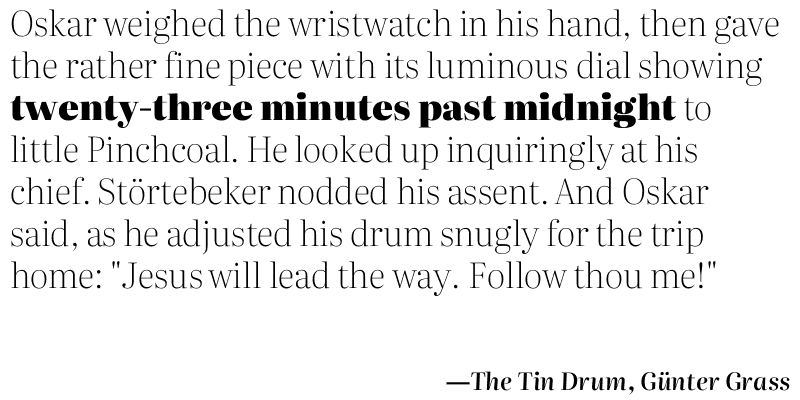 Oskar weighed the wristwatch in his hand, then gave
the rather fine piece with its luminous dial showing
twenty-three minutes past midnight to
little Pinchcoal. He looked up inquiringly at his
chief. Störtebeker nodded his assent. And Oskar
said, as he adjusted his drum snugly for the trip
home: "Jesus will lead the way. Follow thou me!"
—The Tin Drum, Günter Grass